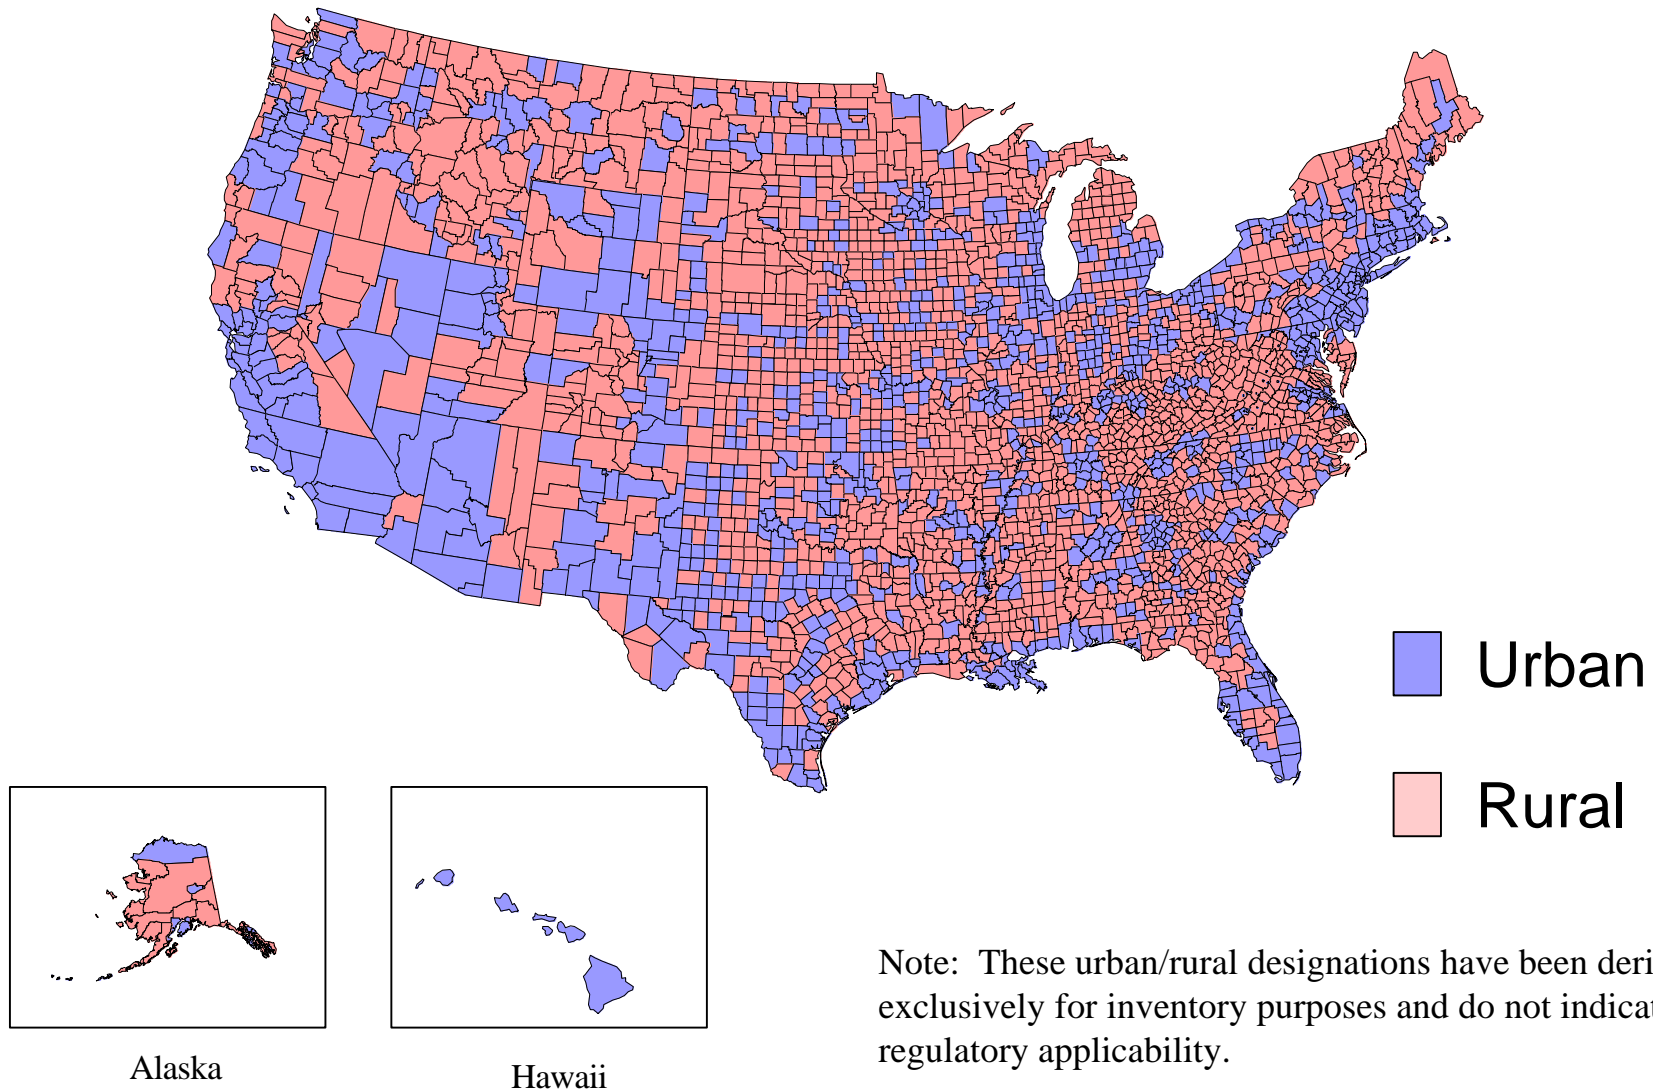 Urban
Rural
Note: These urban/rural designations have been deri
exclusively for inventory purposes and do not indicat
regulatory applicability.
Alaska
Hawaii